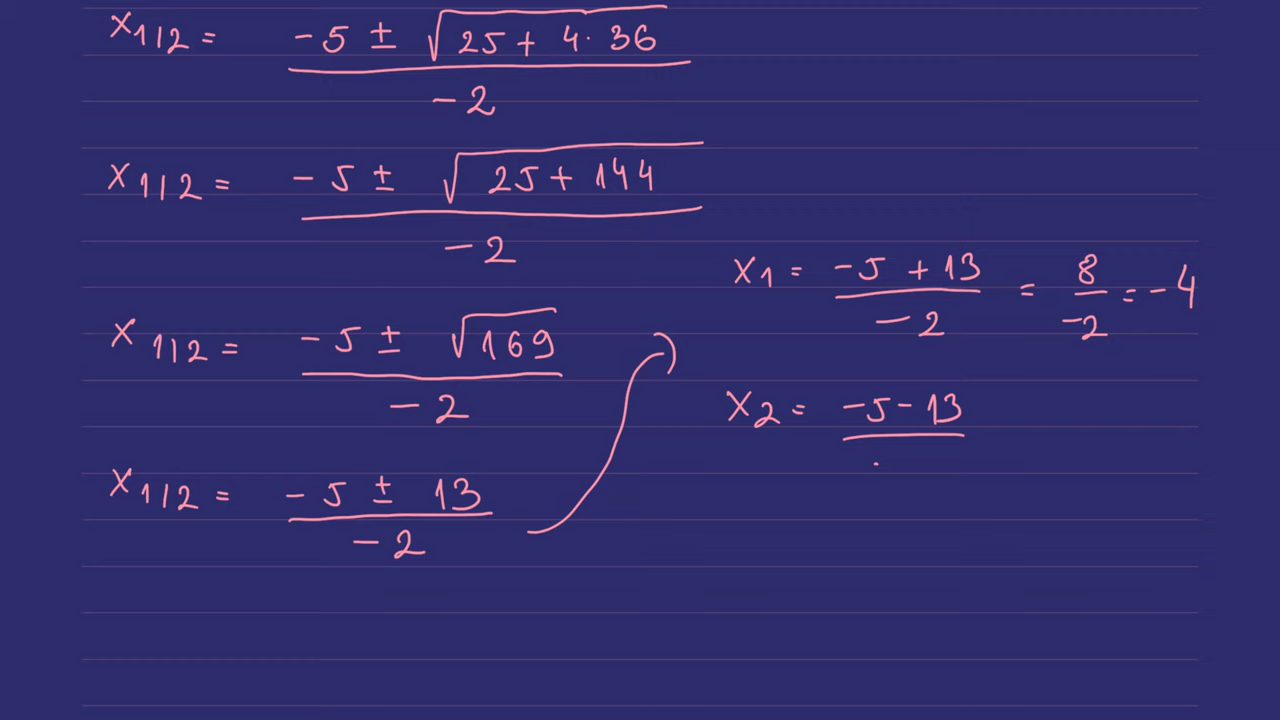 x1/2 = -5 ± √25 + 4·36
-2
x1/2 = -5 ± √25 + 144
-2
x1/2 = -5 ± √169
-2
x1/2 = -5 ± 13
-2
x1 = -5 + 13 = 8 = -4
-2 -2
x2 = -5 - 13